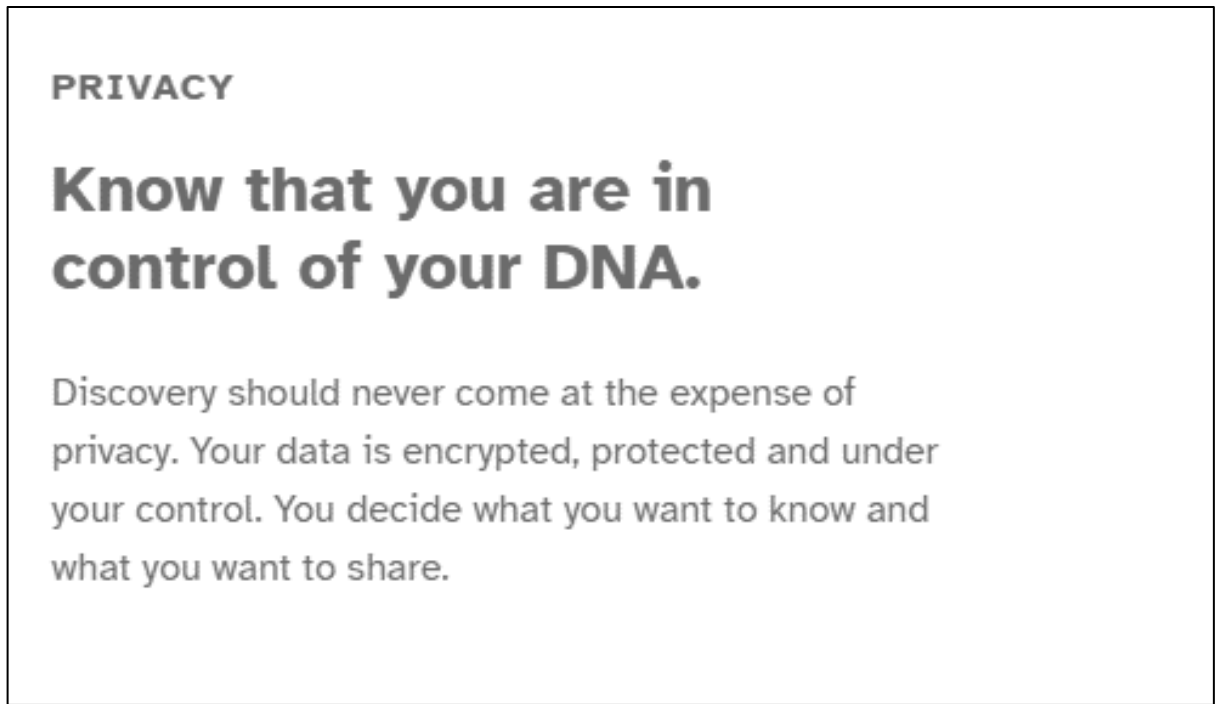 PRIVACY
Know that you are in
control of your DNA.
Discovery should never come at the expense of
privacy. Your data is encrypted, protected and under
your control. You decide what you want to know and
what you want to share.